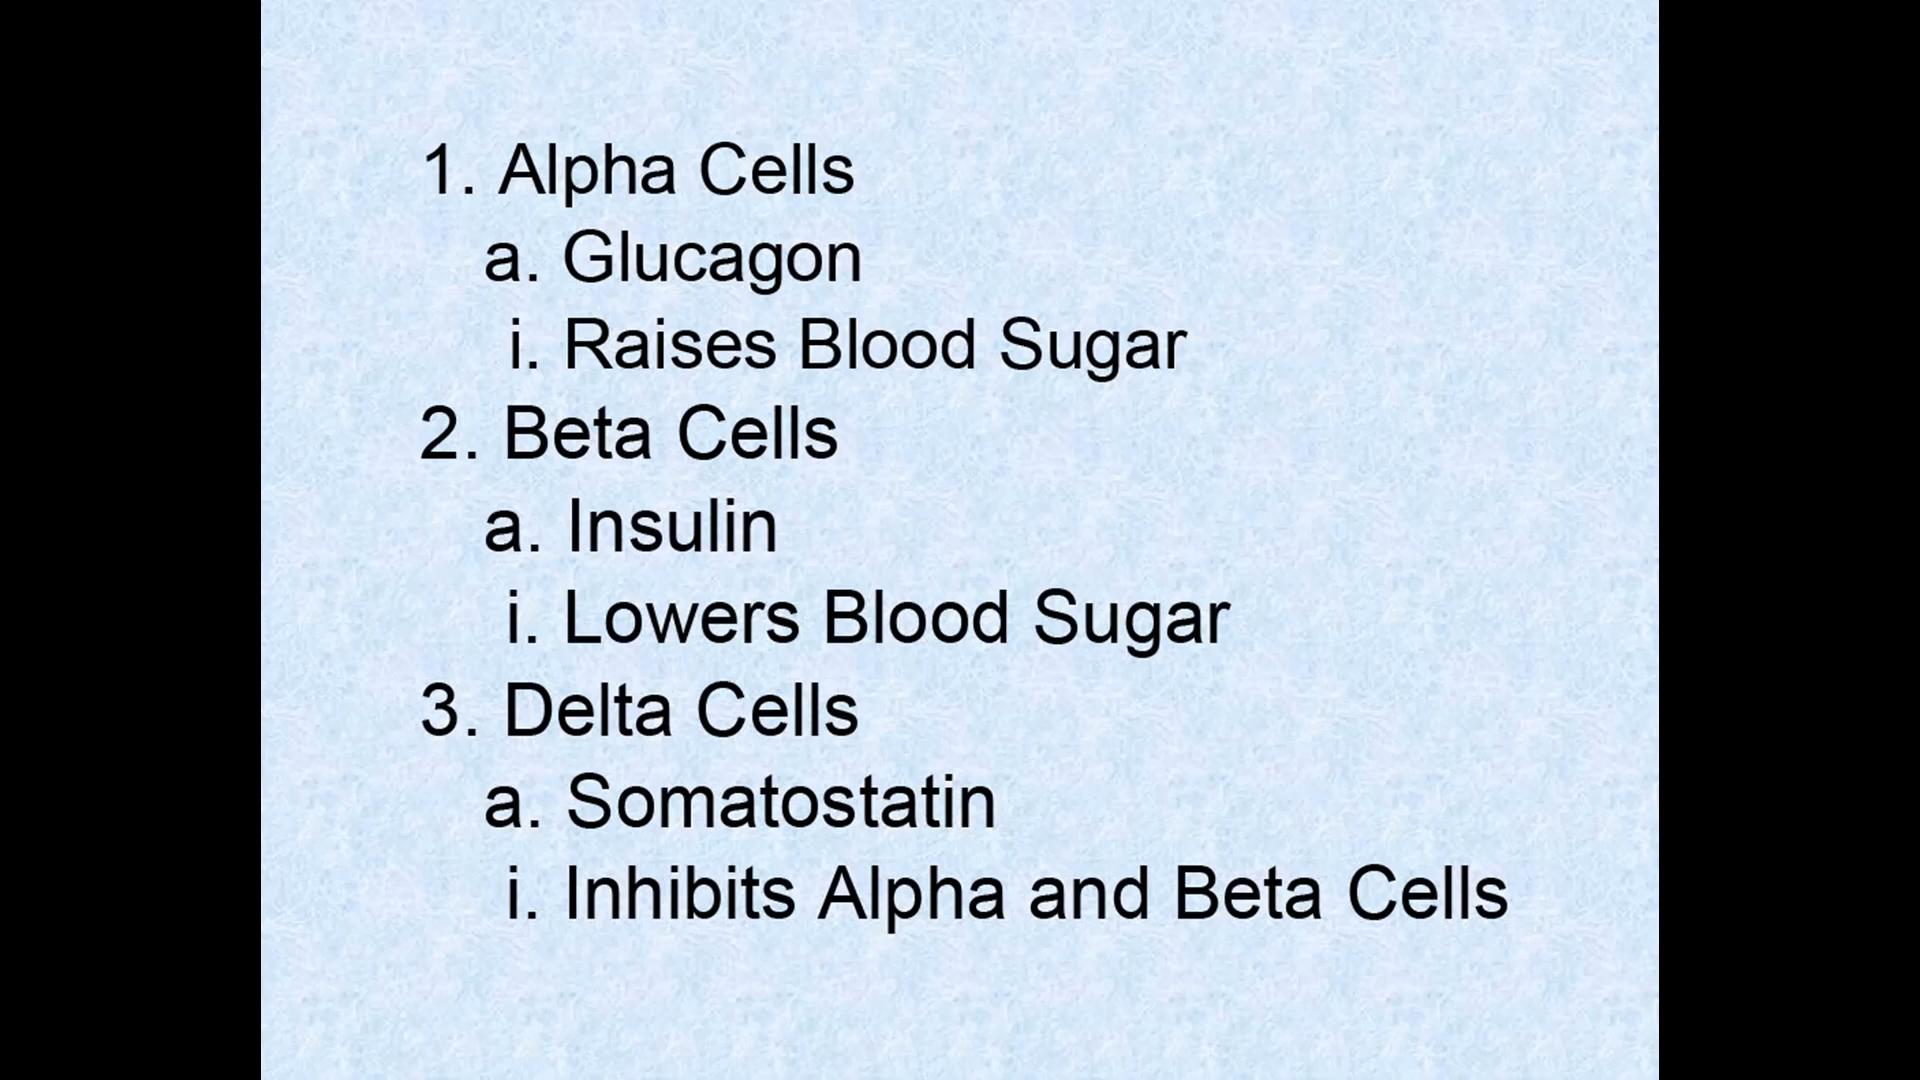 1. Alpha Cells
a. Glucagon
i. Raises Blood Sugar
2. Beta Cells
a. Insulin
i. Lowers Blood Sugar
3. Delta Cells
a. Somatostatin
i. Inhibits Alpha and Beta Cells